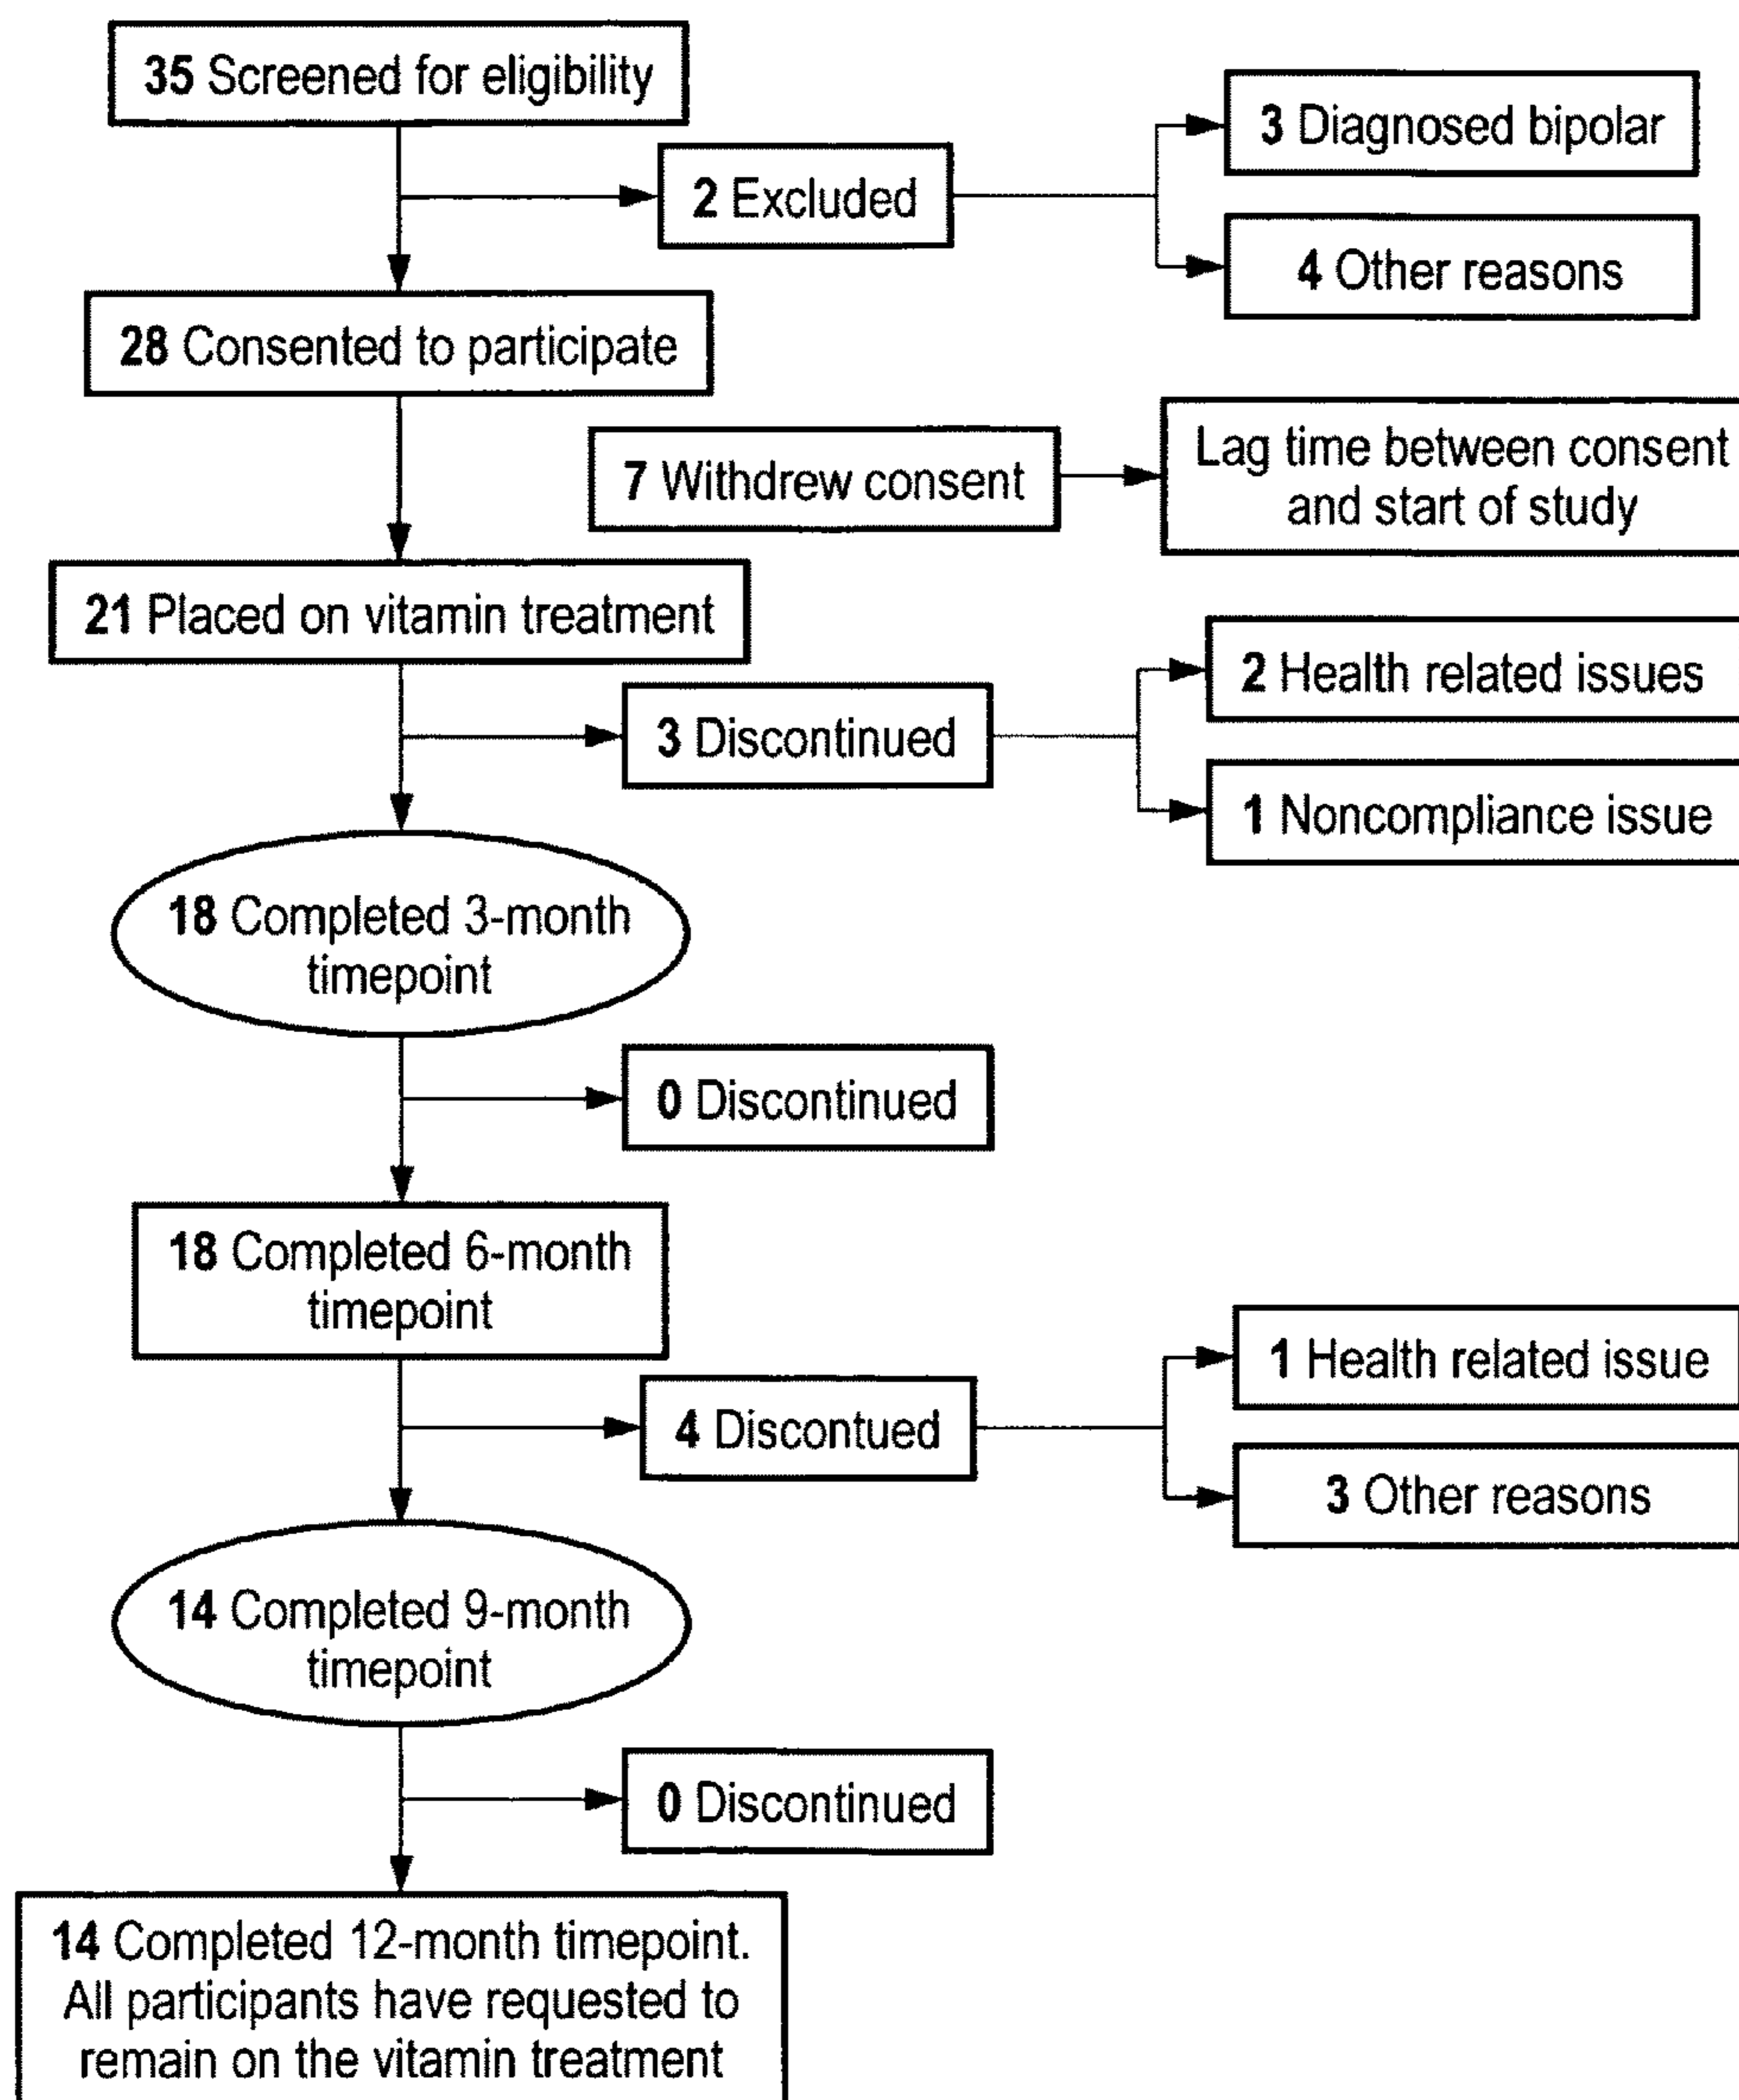 35 Screened for eligibility
3 Diagnosed bipolar
2 Excluded
4 Other reasons
28 Consented to participate
7 Withdrew consent
Lag time between consent
and start of study
21 Placed on vitamin treatment
2 Health related issues
3 Discontinued
1 Noncompliance issue
18 Completed 3-month
timepoint
0 Discontinued
18 Completed 6-month
timepoint
1 Health related issue
4 Discontued
3 Other reasons
14 Completed 9-month
timepoint
0 Discontinued
14 Completed 12-month timepoint.
All participants have requested to
remain on the vitamin treatment